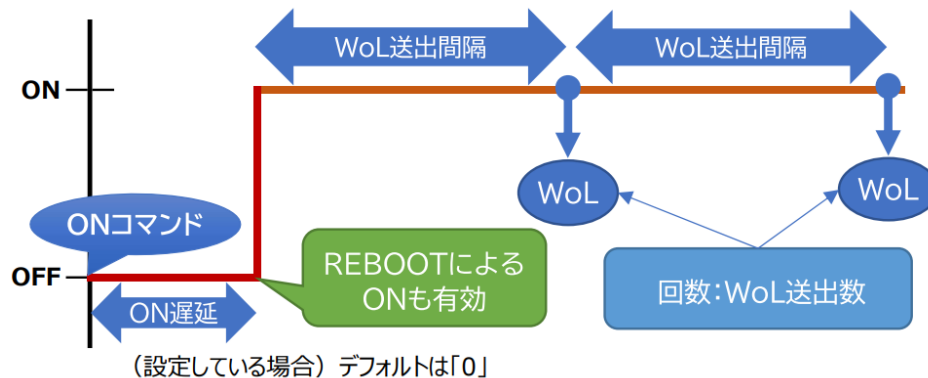 WoL送出間隔
WoL送出間隔
ON
WoL
WoL
ONコマンド
OFF
REBOOTによる
ONも有効
回数:WoL送出数
ON遅延
(設定している場合) デフォルトは「0」